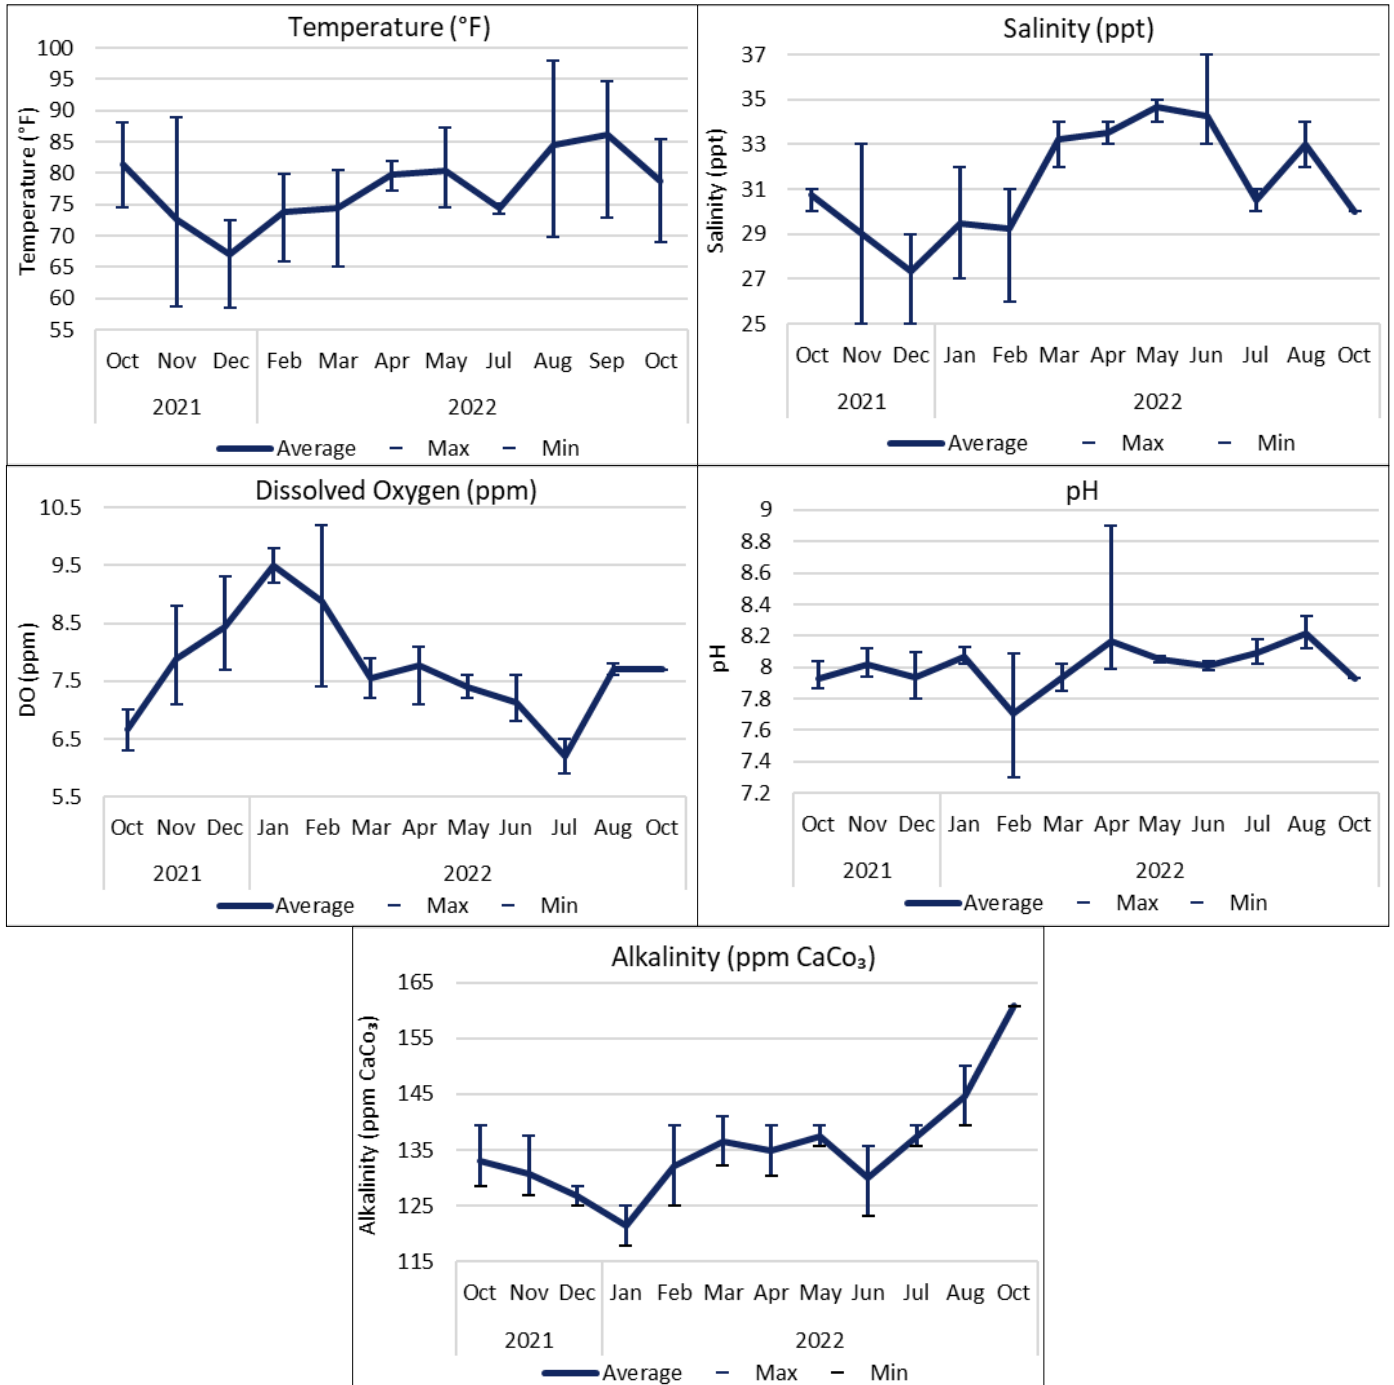 Temperature (°F)
Temperature (°F)
100
95
90
85
80
75
70
65
60
55
Oct Nov Dec Feb Mar Apr May Jul Aug Sep Oct
2021 2022
Average Max Min
Salinity (ppt)
Salinity (ppt)
37
35
33
31
29
27
25
Oct Nov Dec Jan Feb Mar Apr May Jun Jul Aug Oct
2021 2022
Average Max Min
Dissolved Oxygen (ppm)
DO (ppm)
10.5
9.5
8.5
7.5
6.5
5.5
Oct Nov Dec Jan Feb Mar Apr May Jun Jul Aug Oct
2021 2022
Average Max Min
pH
pH
9
8.8
8.6
8.4
8.2
8
7.8
7.6
7.4
7.2
Oct Nov Dec Jan Feb Mar Apr May Jun Jul Aug Oct
2021 2022
Average Max Min
Alkalinity (ppm CaCo₃)
Alkalinity (ppm CaCo₃)
165
155
145
135
125
115
Oct Nov Dec Jan Feb Mar Apr May Jun Jul Aug Oct
2021 2022
Average Max Min